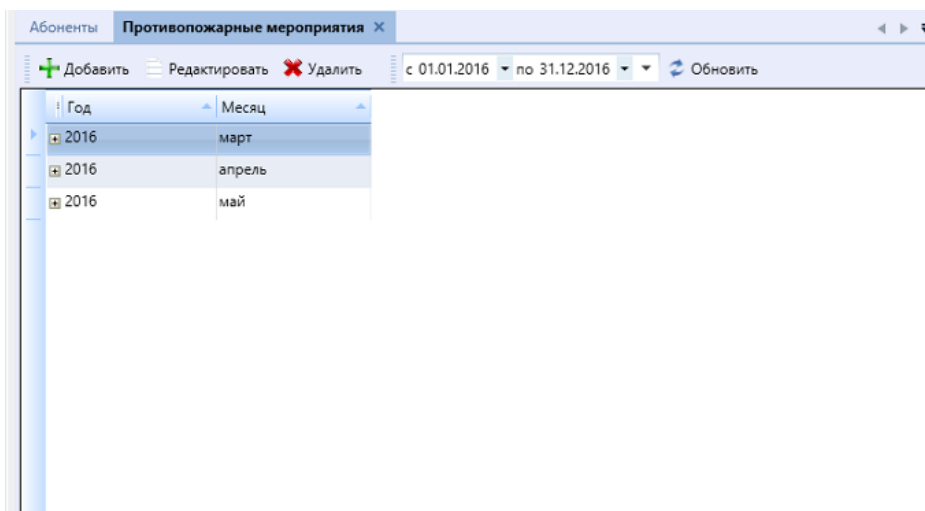 Абоненты Противопожарные мероприятия
Добавить Редактировать Удалить с 01.01.2016 по 31.12.2016 Обновить
Год Месяц
2016 март
2016 апрель
2016 май